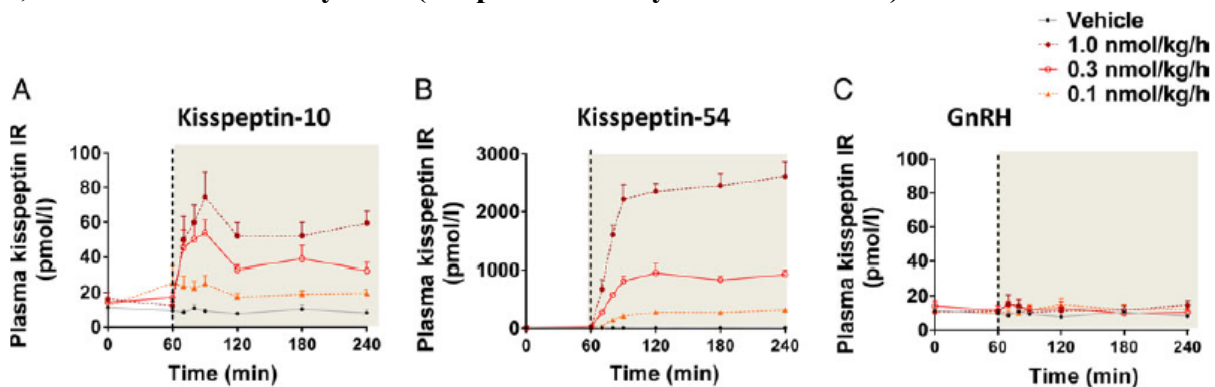 Vehicle
1.0 nmol/kg/h
0.3 nmol/kg/h
0.1 nmol/kg/h
A
Kisspeptin-10
Plasma kisspeptin IR
(pmol/l)
100
80
60
40
20
0
0 60 120 180 240
Time (min)
B
Kisspeptin-54
Plasma kisspeptin IR
(pmol/l)
3000
2000
1000
0
0 60 120 180 240
Time (min)
C
GnRH
Plasma kisspeptin IR
(pmol/l)
100
80
60
40
20
0
0 60 120 180 240
Time (min)